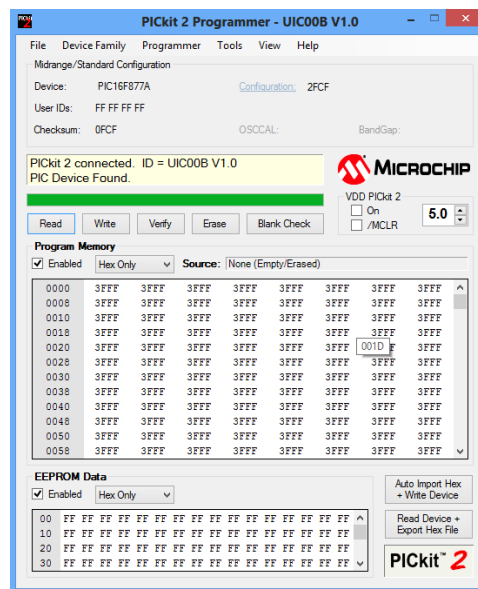 PICkit 2 Programmer - UIC00B V1.0
File Device Family Programmer Tools View Help
Midrange/Standard Configuration
Device: PIC16F877A Configuration: 2FCF
User IDs: FF FF FF FF
Checksum: 0FCF OSCCAL: BandGap:
PICkit 2 connected. ID = UIC00B V1.0
PIC Device Found.
MICROCHIP
VDD PICkit 2
On
/MCLR
5.0
Read Write Verify Erase Blank Check
Program Memory
Enabled Hex Only Source: None (Empty/Erased)
0000 3FFF 3FFF 3FFF 3FFF 3FFF 3FFF 3FFF 3FFF
0008 3FFF 3FFF 3FFF 3FFF 3FFF 3FFF 3FFF 3FFF
0010 3FFF 3FFF 3FFF 3FFF 3FFF 3FFF 3FFF 3FFF
0018 3FFF 3FFF 3FFF 3FFF 3FFF 3FFF 3FFF 3FFF
0020 3FFF 3FFF 3FFF 3FFF 3FFF 3FFF 001D 3FFF
0028 3FFF 3FFF 3FFF 3FFF 3FFF 3FFF 3FFF 3FFF
0030 3FFF 3FFF 3FFF 3FFF 3FFF 3FFF 3FFF 3FFF
0038 3FFF 3FFF 3FFF 3FFF 3FFF 3FFF 3FFF 3FFF
0040 3FFF 3FFF 3FFF 3FFF 3FFF 3FFF 3FFF 3FFF
0048 3FFF 3FFF 3FFF 3FFF 3FFF 3FFF 3FFF 3FFF
0050 3FFF 3FFF 3FFF 3FFF 3FFF 3FFF 3FFF 3FFF
0058 3FFF 3FFF 3FFF 3FFF 3FFF 3FFF 3FFF 3FFF
EEPROM Data
Enabled Hex Only
00 FF FF FF FF FF FF FF FF FF FF FF FF FF FF FF FF
10 FF FF FF FF FF FF FF FF FF FF FF FF FF FF FF FF
20 FF FF FF FF FF FF FF FF FF FF FF FF FF FF FF FF
30 FF FF FF FF FF FF FF FF FF FF FF FF FF FF FF FF
Auto Import Hex
+ Write Device
Read Device +
Export Hex File
PICkit™ 2